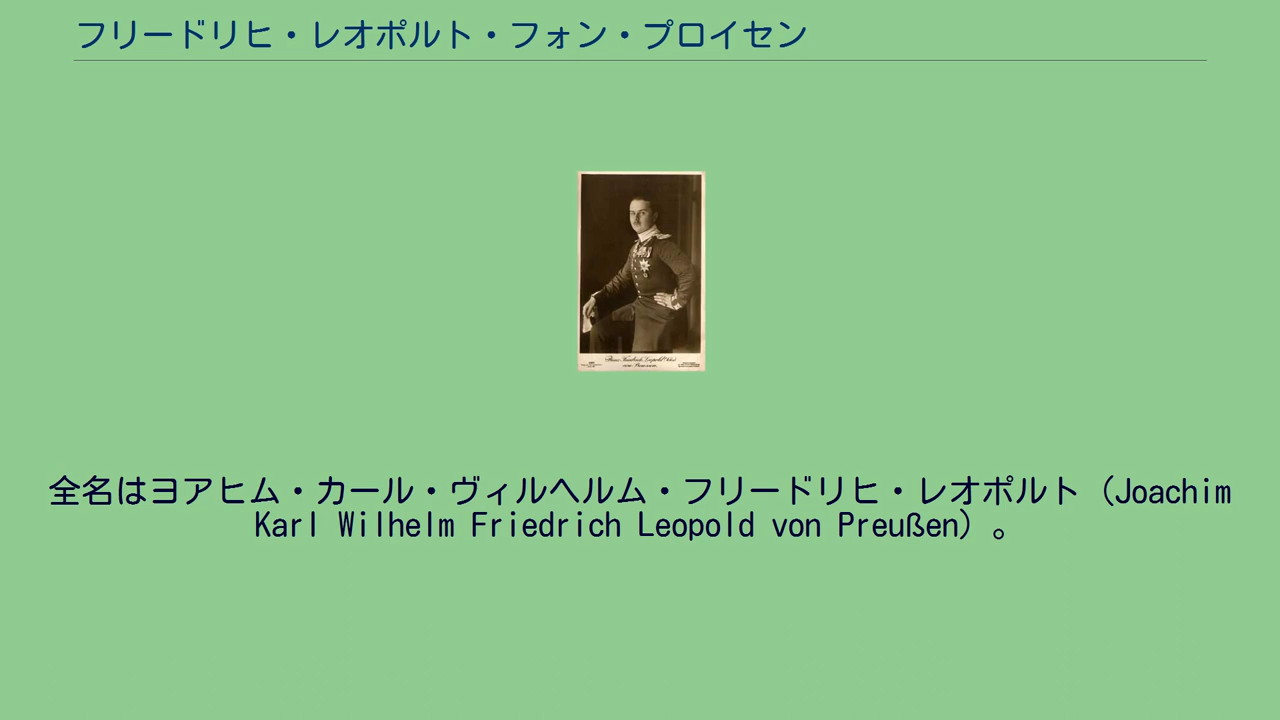 フリードリヒ・レオポルト・フォン・プロイセン
全名はヨアヒム・カール・ヴィルヘルム・フリードリヒ・レオポルト（Joachim
Karl Wilhelm Friedrich Leopold von Preußen）。